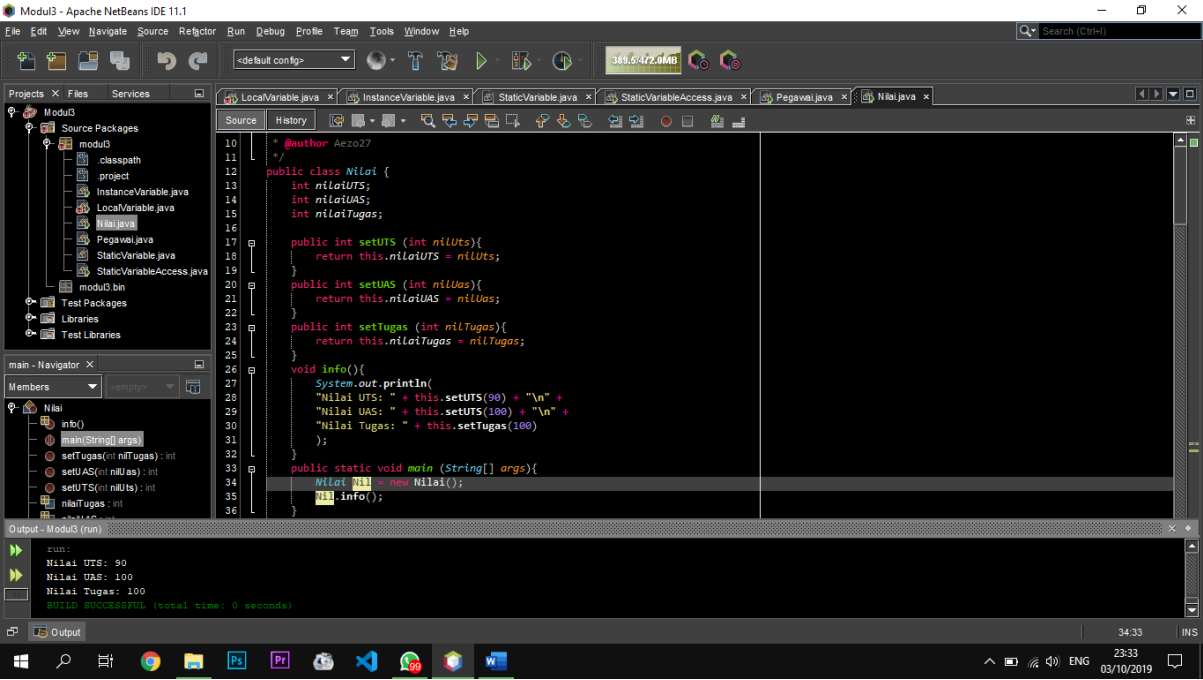 Modul3 - Apache NetBeans IDE 11.1
File Edit View Navigate Source Refactor Run Debug Profile Team Tools Window Help
Search (Ctrl+I)
<default config>
389.5/472.0MB
Projects Files Services
LocalVariable.java InstanceVariable.java StaticVariable.java StaticVariableAccess.java Pegawai.java Nilai.java
Source History
Modul3
Source Packages
modul3
.classpath
.project
InstanceVariable.java
LocalVariable.java
Nilai.java
Pegawai.java
StaticVariable.java
StaticVariableAccess.java
modul3.bin
Test Packages
Libraries
Test Libraries
main - Navigator
Members <empty>
Nilai
info()
main(String[] args)
setTugas(int nilTugas) : int
setUAS(int nilUas) : int
setUTS(int nilUts) : int
nilaiTugas : int
nilaiUAS : int
10 * @author Aezo27
11 */
12 public class Nilai {
13 int nilaiUTS;
14 int nilaiUAS;
15 int nilaiTugas;
16
17 public int setUTS (int nilUts){
18 return this.nilaiUTS = nilUts;
19 }
20 public int setUAS (int nilUas){
21 return this.nilaiUAS = nilUas;
22 }
23 public int setTugas (int nilTugas){
24 return this.nilaiTugas = nilTugas;
25 }
26 void info(){
27 System.out.println(
28 "Nilai UTS: " + this.setUTS(90) + "\n" +
29 "Nilai UAS: " + this.setUTS(100) + "\n" +
30 "Nilai Tugas: " + this.setTugas(100)
31 );
32 }
33 public static void main (String[] args){
34 Nilai Nil = new Nilai();
35 Nil.info();
36 }
Output - Modul3 (run)
run:
Nilai UTS: 90
Nilai UAS: 100
Nilai Tugas: 100
BUILD SUCCESSFUL (total time: 0 seconds)
Output
34:33 INS
Ps Pr 99 W
ENG
23:33
03/10/2019